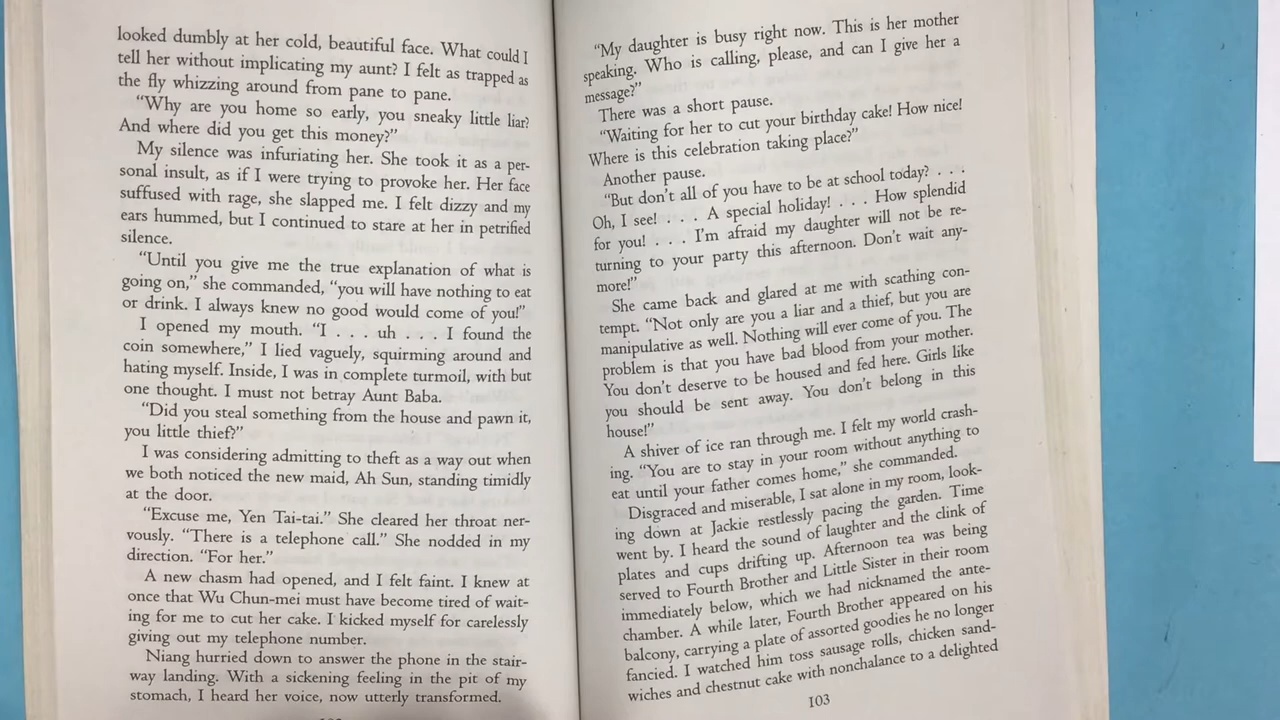 looked dumbly at her cold, beautiful face. What could I
tell her without implicating my aunt? I felt as trapped as
the fly whizzing around from pane to pane.
"Why are you home so early, you sneaky little liar?
And where did you get this money?"
My silence was infuriating her. She took it as a per-
sonal insult, as if I were trying to provoke her. Her face
suffused with rage, she slapped me. I felt dizzy and my
ears hummed, but I continued to stare at her in petrified
silence.
"Until you give me the true explanation of what is
going on," she commanded, "you will have nothing to eat
or drink. I always knew no good would come of you!"
I opened my mouth. "I . . . uh . . . I found the
coin somewhere," I lied vaguely, squirming around and
hating myself. Inside, I was in complete turmoil, with but
one thought. I must not betray Aunt Baba.
"Did you steal something from the house and pawn it,
you little thief?"
I was considering admitting to theft as a way out when
we both noticed the new maid, Ah Sun, standing timidly
at the door.
"Excuse me, Yen Tai-tai." She cleared her throat ner-
vously. "There is a telephone call." She nodded in my
direction. "For her."
A new chasm had opened, and I felt faint. I knew at
once that Wu Chun-mei must have become tired of wait-
ing for me to cut her cake. I kicked myself for carelessly
giving out my telephone number.
Niang hurried down to answer the phone in the stair-
way landing. With a sickening feeling in the pit of my
stomach, I heard her voice, now utterly transformed.
"My daughter is busy right now. This is her mother
speaking. Who is calling, please, and can I give her a
message?"
There was a short pause.
"Waiting for her to cut your birthday cake! How nice!
Where is this celebration taking place?"
Another pause.
"But don't all of you have to be at school today? . . .
Oh, I see! . . . A special holiday! . . . How splendid
for you! . . . I'm afraid my daughter will not be re-
turning to your party this afternoon. Don't wait any-
more!"
She came back and glared at me with scathing con-
tempt. "Not only are you a liar and a thief, but you are
manipulative as well. Nothing will ever come of you. The
problem is that you have bad blood from your mother.
You don't deserve to be housed and fed here. Girls like
you should be sent away. You don't belong in this
house!"
A shiver of ice ran through me. I felt my world crash-
ing. "You are to stay in your room without anything to
eat until your father comes home," she commanded.
Disgraced and miserable, I sat alone in my room, look-
ing down at Jackie restlessly pacing the garden. Time
went by. I heard the sound of laughter and the clink of
plates and cups drifting up. Afternoon tea was being
served to Fourth Brother and Little Sister in their room
immediately below, which we had nicknamed the ante-
chamber. A while later, Fourth Brother appeared on his
balcony, carrying a plate of assorted goodies he no longer
fancied. I watched him toss sausage rolls, chicken sand-
wiches and chestnut cake with nonchalance to a delighted
103